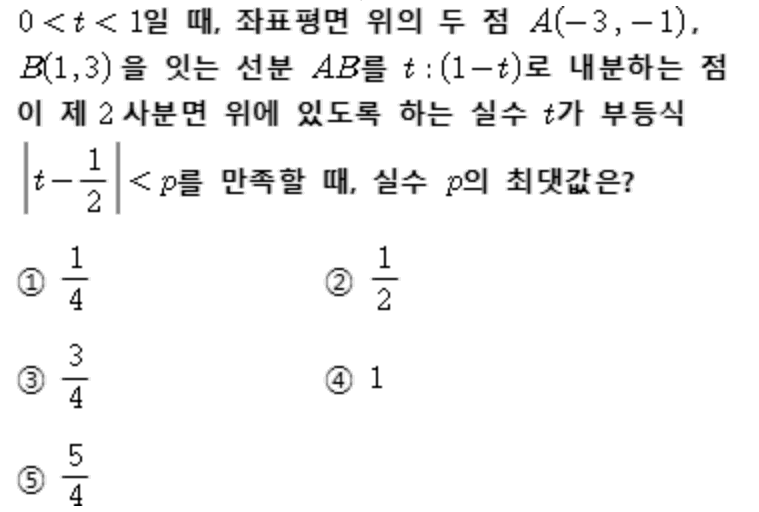 0 < t < 1일 때, 좌표평면 위의 두 점 A(−3, −1),
B(1,3)을 잇는 선분 AB를 t : (1−t)로 내분하는 점
이 제 2사분면 위에 있도록 하는 실수 t가 부등식
|t − 1/2| < p를 만족할 때, 실수 p의 최댓값은?
① 1/4 ② 1/2
③ 3/4 ④ 1
⑤ 5/4